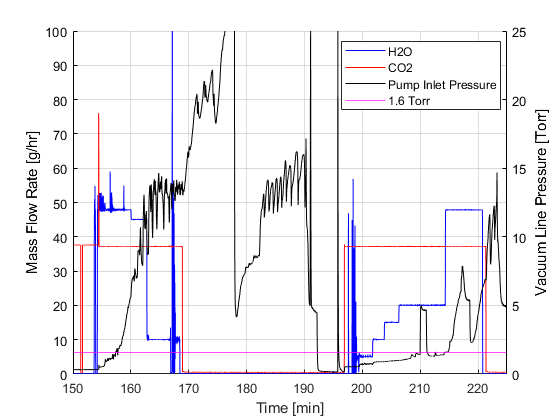 100
90
80
70
60
50
40
30
20
10
0
Mass Flow Rate [g/hr]
H2O
CO2
Pump Inlet Pressure
1.6 Torr
25
20
15
10
5
0
Vacuum Line Pressure [Torr]
150 160 170 180 190 200 210 220
Time [min]